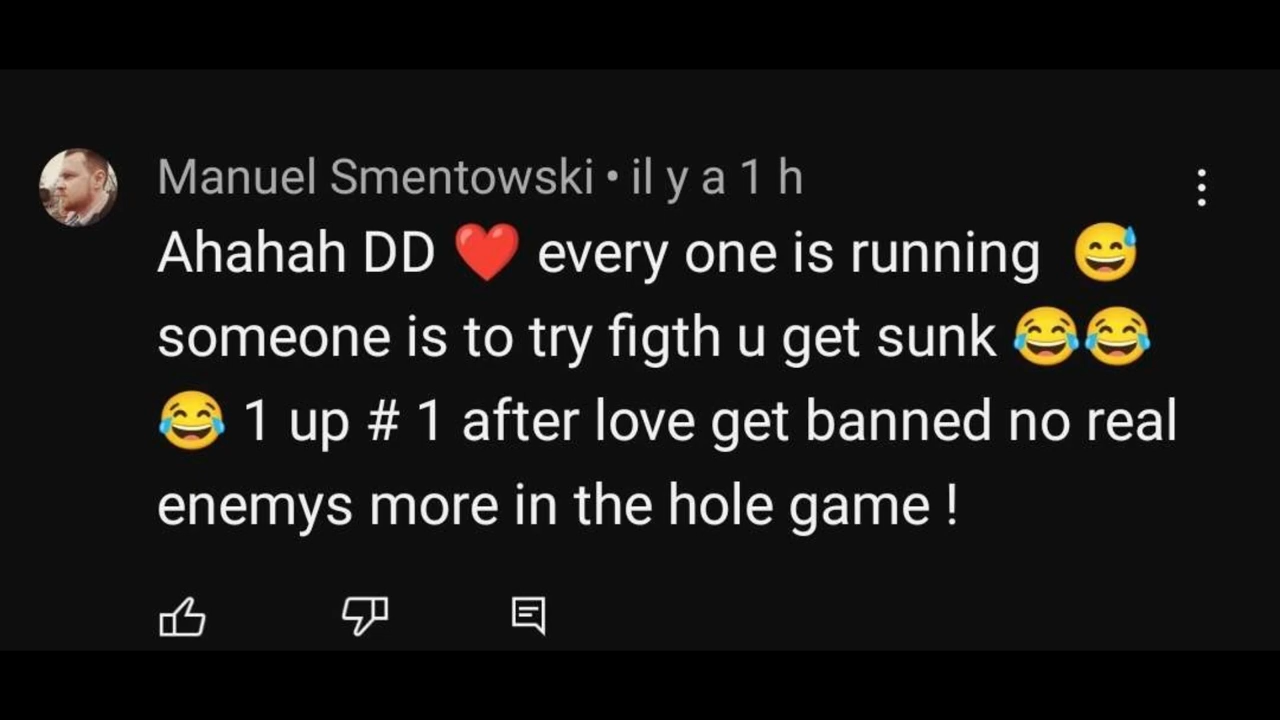 Manuel Smentowski • il y a 1 h
Ahahah DD ❤️ every one is running 😅
someone is to try figth u get sunk 😂😂
😂 1 up # 1 after love get banned no real
enemys more in the hole game !